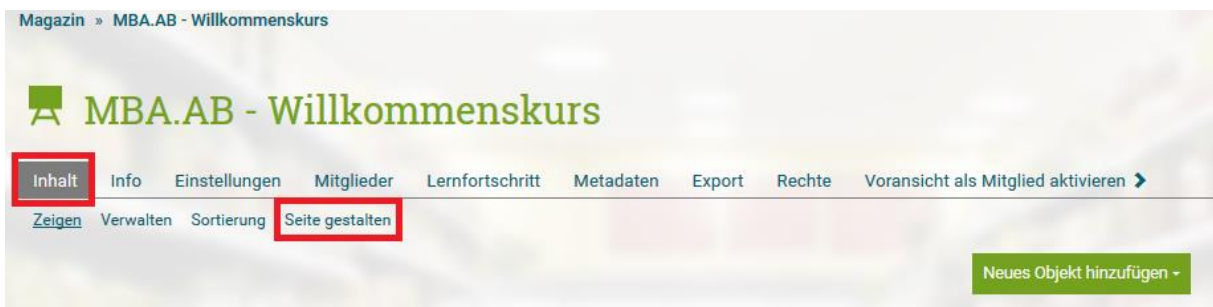 Magazin » MBA.AB - Willkommenskurs
MBA.AB - Willkommenskurs
Inhalt Info Einstellungen Mitglieder Lernfortschritt Metadaten Export Rechte Voransicht als Mitglied aktivieren
Zeigen Verwalten Sortierung Seite gestalten
Neues Objekt hinzufügen